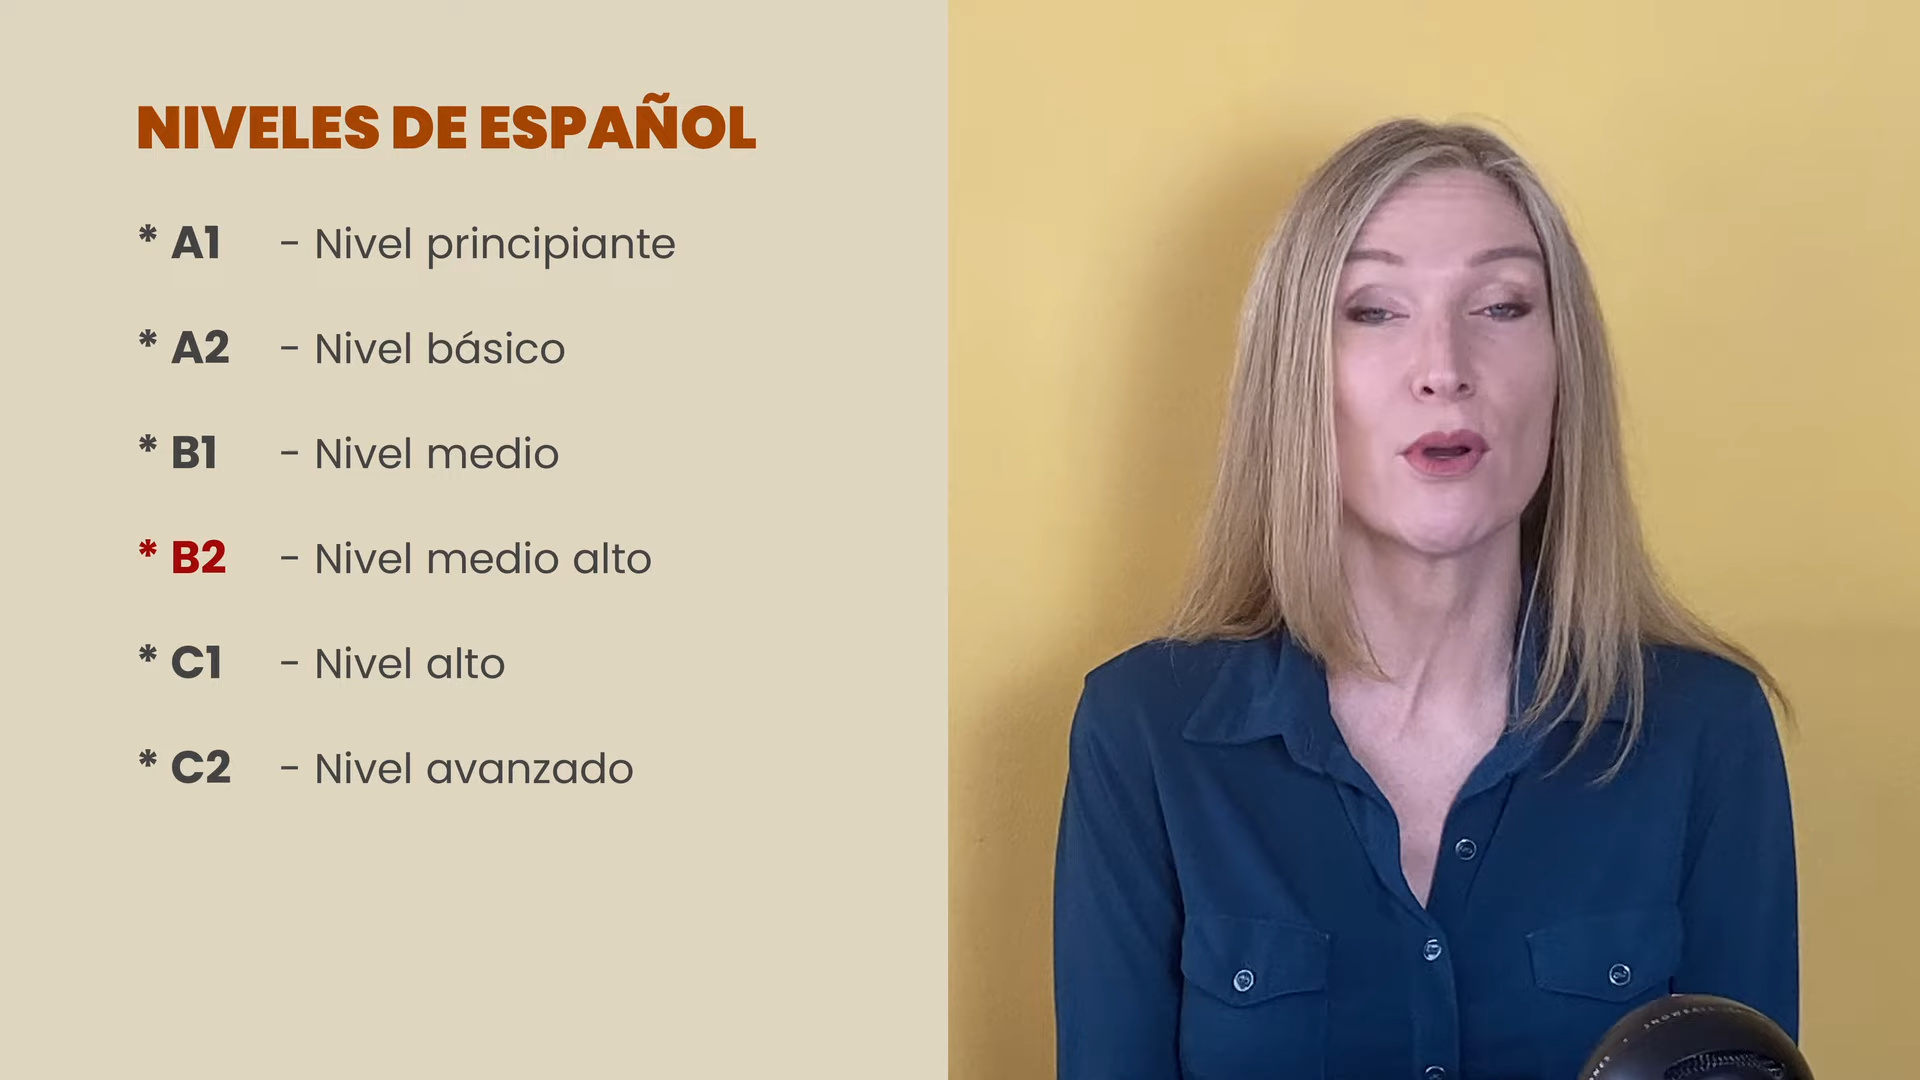 NIVELES DE ESPAÑOL
* A1 - Nivel principiante
* A2 - Nivel básico
* B1 - Nivel medio
* B2 - Nivel medio alto
* C1 - Nivel alto
* C2 - Nivel avanzado